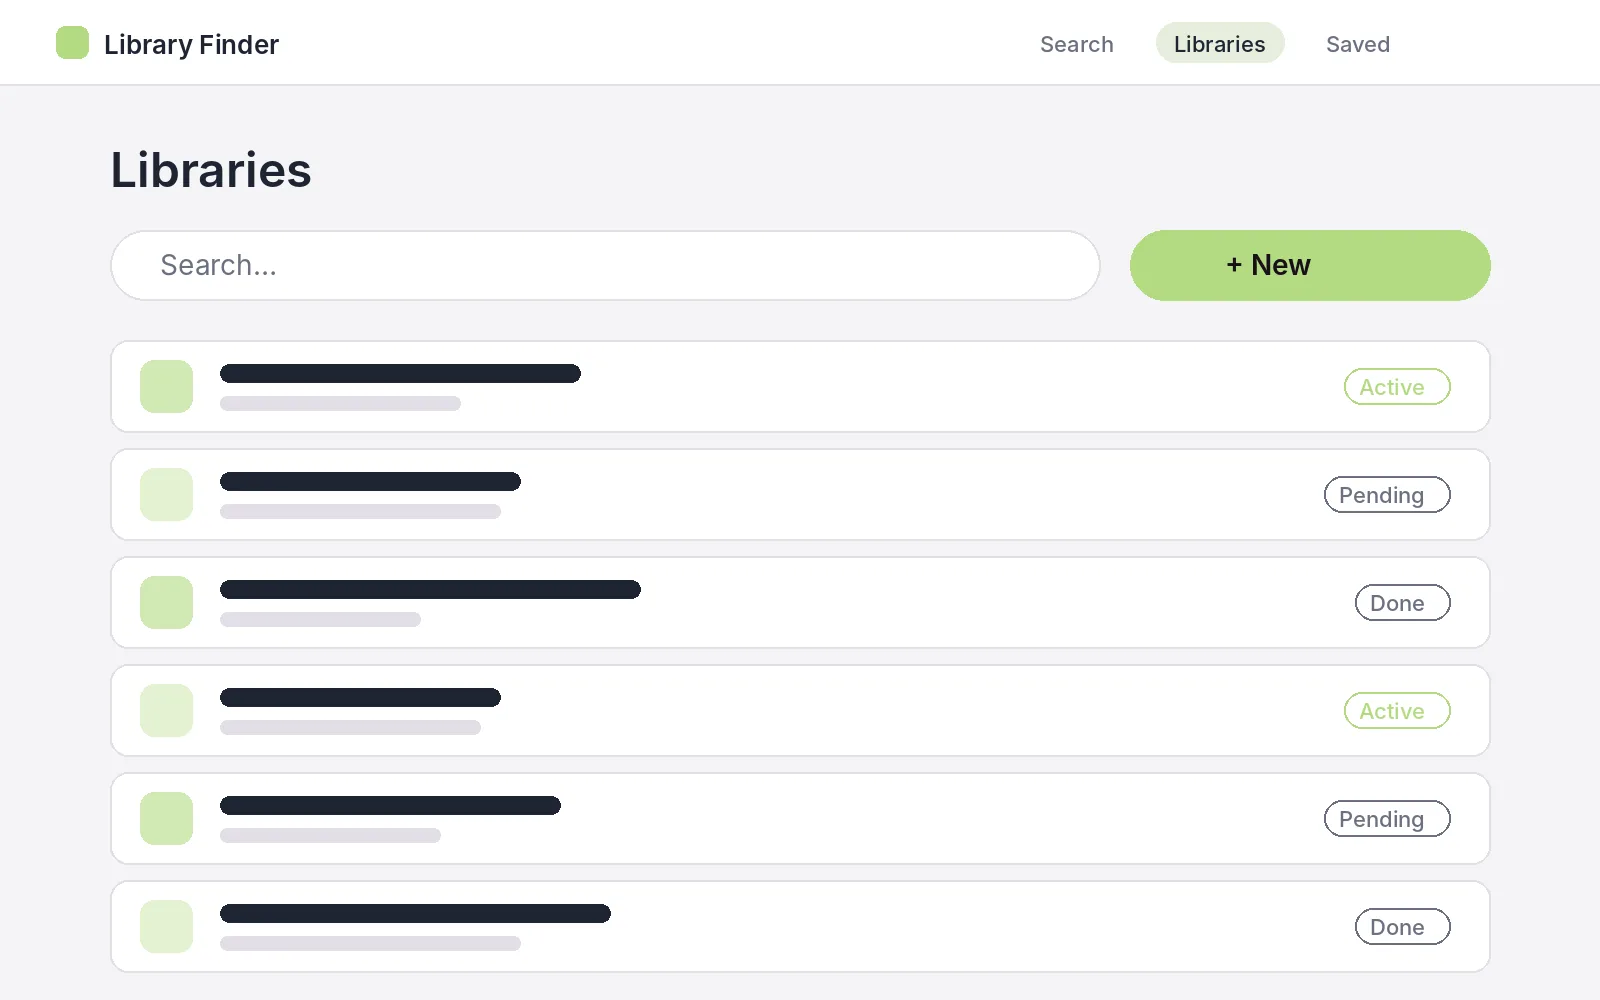 Library Finder
Search
Libraries
Saved
Libraries
Search...
+ New
Active
Pending
Done
Active
Pending
Done